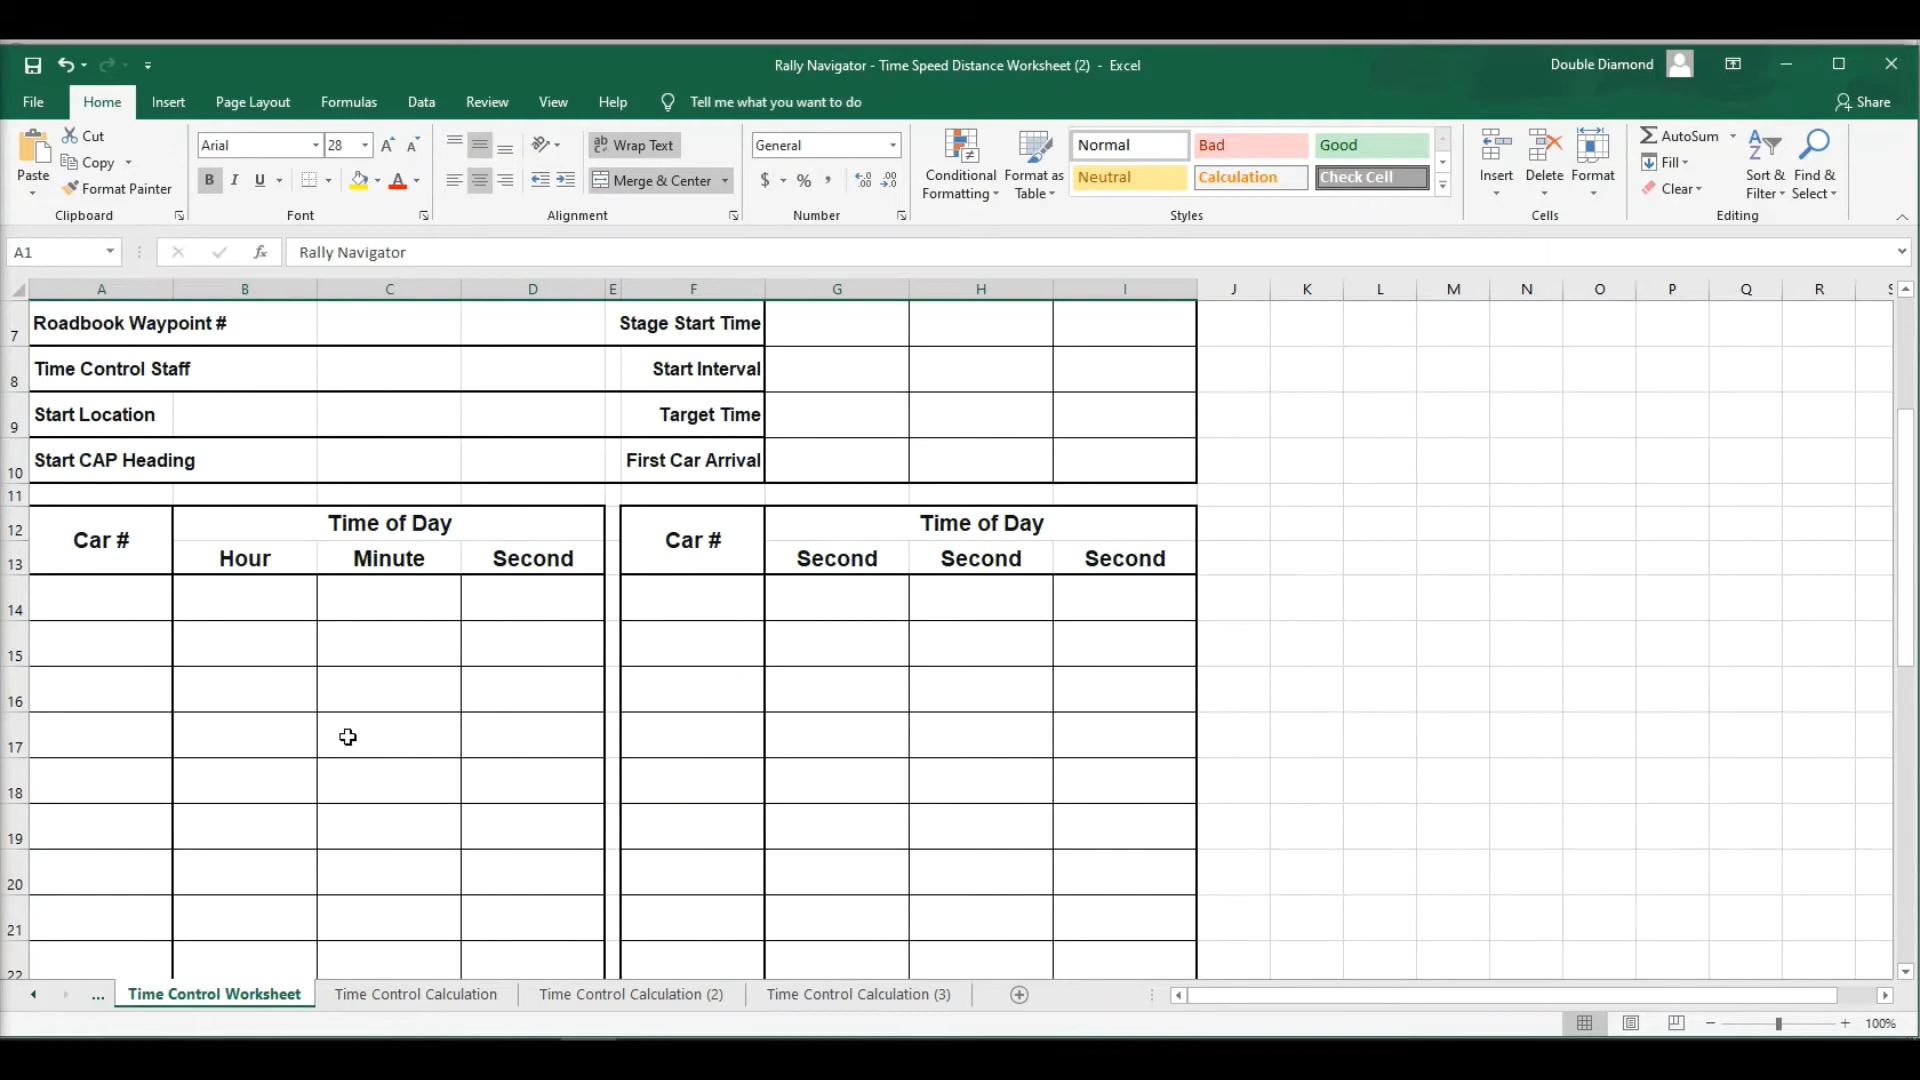 Rally Navigator - Time Speed Distance Worksheet (2) - Excel
Double Diamond
File Home Insert Page Layout Formulas Data Review View Help Tell me what you want to do Share
Paste
Cut
Copy
Format Painter
Clipboard
Arial 28 A A
B I U A
Font
ab Wrap Text
Merge & Center
Alignment
General
$ % ,
Number
Conditional Formatting
Format as Table
Normal Bad Good
Neutral Calculation Check Cell
Styles
Insert Delete Format
Cells
AutoSum
Fill
Clear
Sort & Filter
Find & Select
Editing
A1 fx Rally Navigator
A B C D E F G H I J K L M N O P Q R
7 Roadbook Waypoint # Stage Start Time
8 Time Control Staff Start Interval
9 Start Location Target Time
10 Start CAP Heading First Car Arrival
11
12 Car # Time of Day Car # Time of Day
13 Hour Minute Second Second Second Second
14
15
16
17
18
19
20
21
22
... Time Control Worksheet Time Control Calculation Time Control Calculation (2) Time Control Calculation (3)
100%